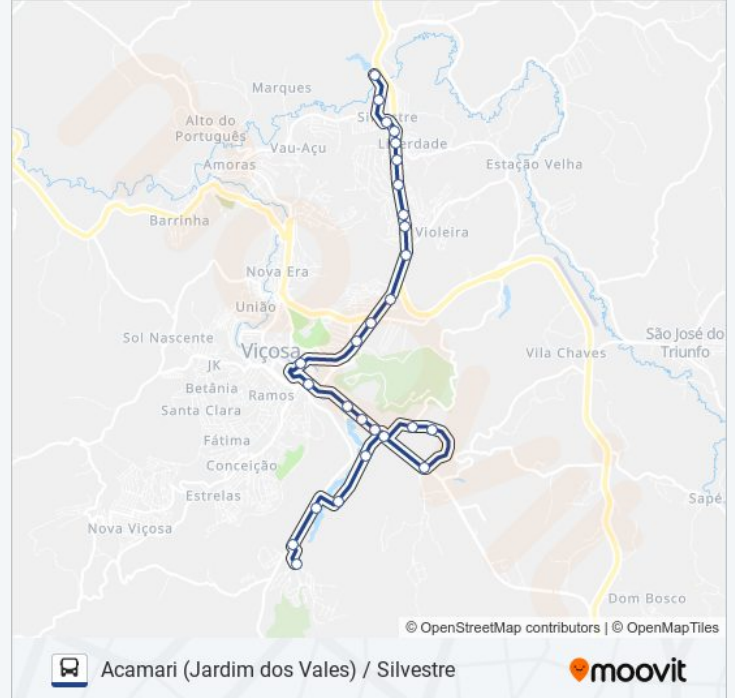 Marques
Alto do
Português
Silvestre
Vau-Açu
Liberdade
Amoras
Estação Velha
Barrinha
Violeira
Nova Era
União
São José do
Triunfo
Sol Nascente
Viçosa
Vila Chaves
JK
Betânia
Ramos
Santa Clara
Fátima
Conceição
Estrelas
Sapé
Nova Viçosa
Dom Bosco
© OpenStreetMap contributors | © OpenMapTiles
Acamari (Jardim dos Vales) / Silvestre
moovit